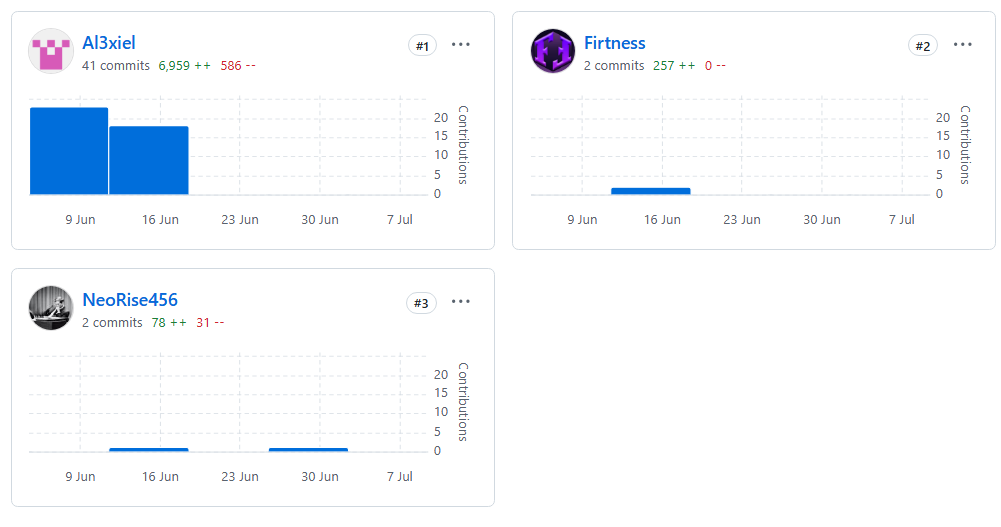 Al3xiel #1 ···
41 commits 6,959 ++ 586 --
Contributions
20
15
10
5
0
9 Jun 16 Jun 23 Jun 30 Jun 7 Jul
Firtness #2 ···
2 commits 257 ++ 0 --
Contributions
20
15
10
5
0
9 Jun 16 Jun 23 Jun 30 Jun 7 Jul
NeoRise456 #3 ···
2 commits 78 ++ 31 --
Contributions
20
15
10
5
0
9 Jun 16 Jun 23 Jun 30 Jun 7 Jul